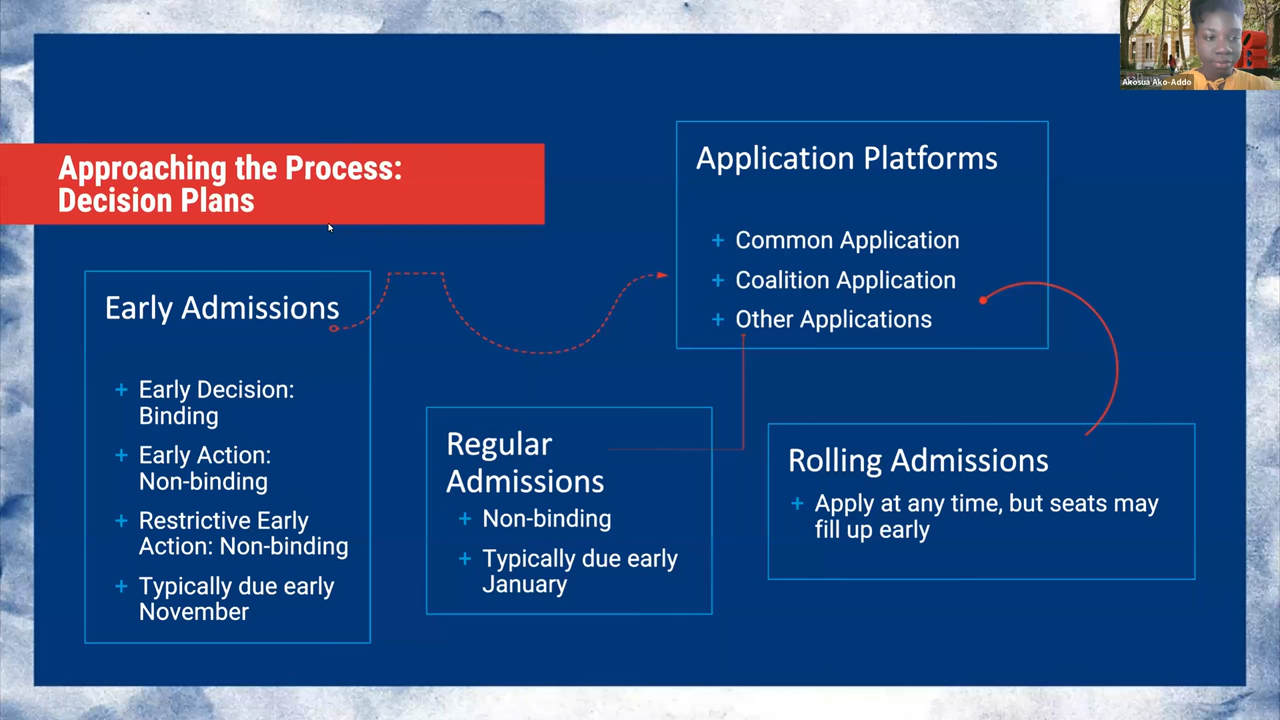 Akosua Ako-Addo
Approaching the Process:
Decision Plans
Application Platforms
+ Common Application
+ Coalition Application
+ Other Applications
Early Admissions
+ Early Decision:
Binding
+ Early Action:
Non-binding
+ Restrictive Early
Action: Non-binding
+ Typically due early
November
Regular
Admissions
+ Non-binding
+ Typically due early
January
Rolling Admissions
+ Apply at any time, but seats may
fill up early